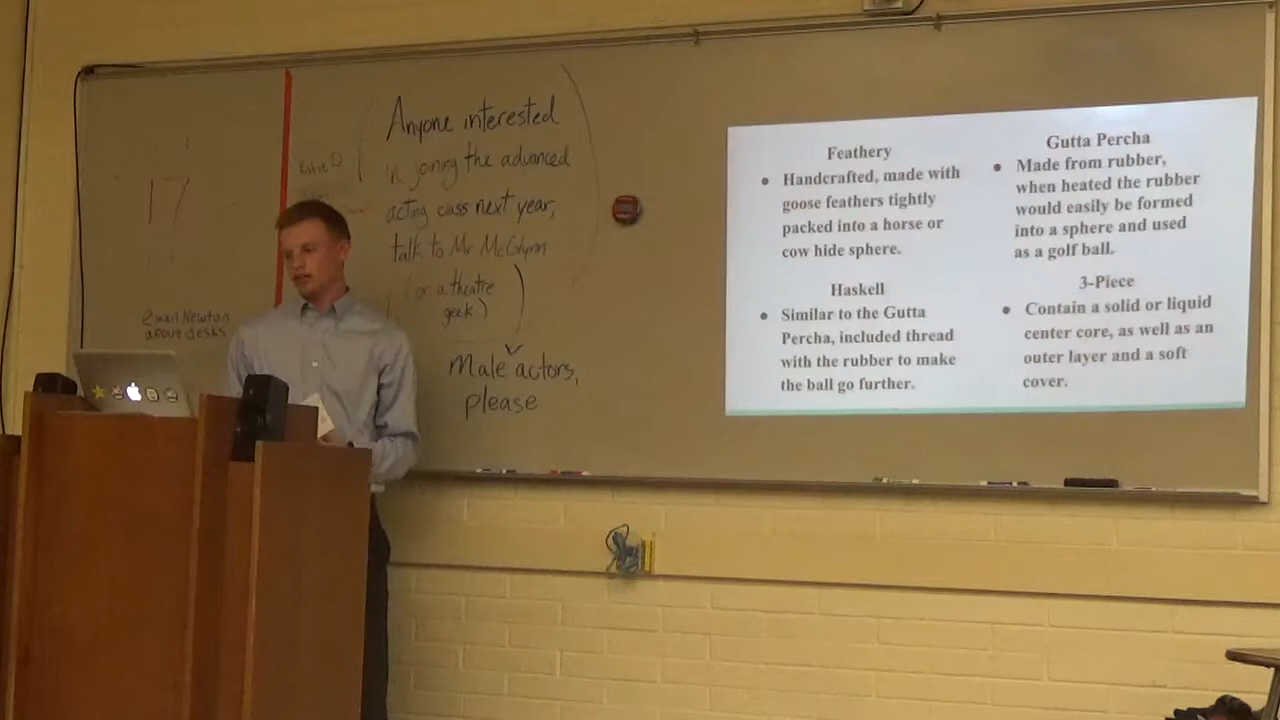 17
Email Newton
about desks
Katie
Anyone interested
in joining the advanced
acting class next year,
talk to Mr McGlynn
(or a theatre
geek)
Male actors,
please
Feathery
● Handcrafted, made with
goose feathers tightly
packed into a horse or
cow hide sphere.
Gutta Percha
● Made from rubber,
when heated the rubber
would easily be formed
into a sphere and used
as a golf ball.
Haskell
● Similar to the Gutta
Percha, included thread
with the rubber to make
the ball go further.
3-Piece
● Contain a solid or liquid
center core, as well as an
outer layer and a soft
cover.